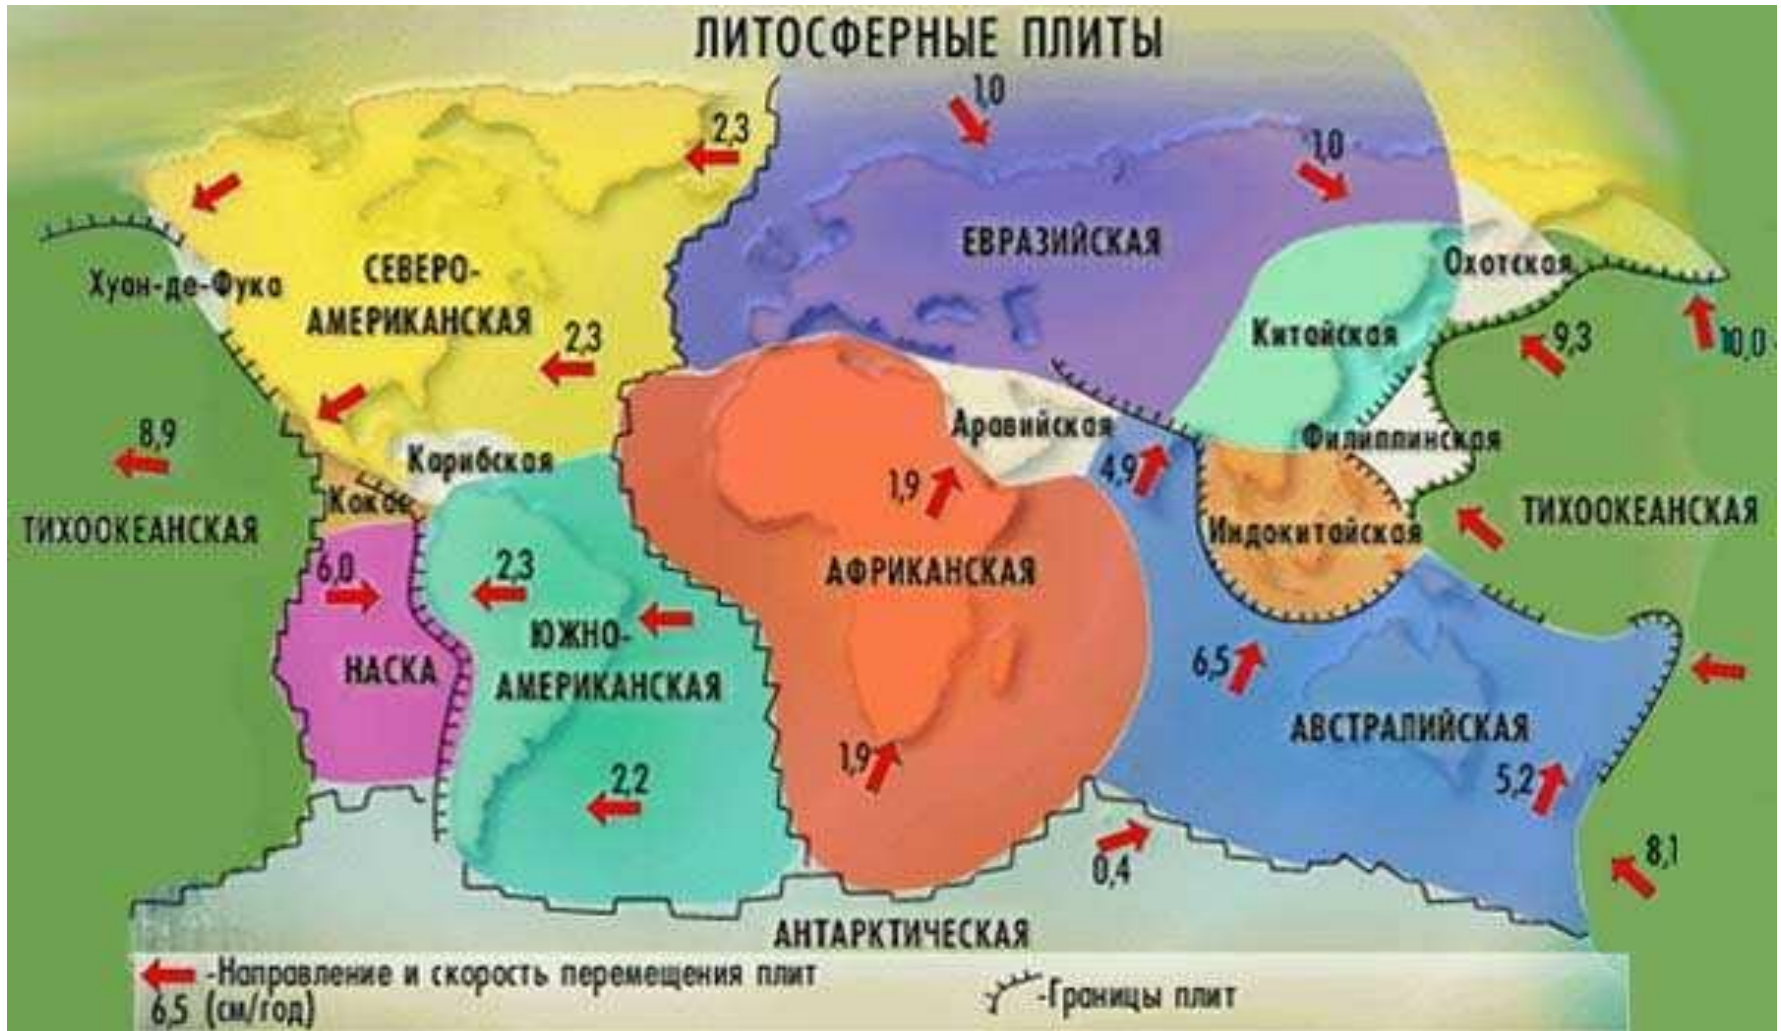 ЛИТОСФЕРНЫЕ ПЛИТЫ
1,0
2,3
1,0
ЕВРАЗИЙСКАЯ
СЕВЕРО-
АМЕРИКАНСКАЯ
Хуан-де-Фука
Охотская
Китайская
2,3
9,3
10,0
8,9
Карибская
Аравийская
Филиппинская
4,9
1,9
Кокос
ТИХООКЕАНСКАЯ
ТИХООКЕАНСКАЯ
Индокитайская
6,0
2,3
АФРИКАНСКАЯ
ЮЖНО-
АМЕРИКАНСКАЯ
НАСКА
6,5
АВСТРАЛИЙСКАЯ
1,9
2,2
5,2
0,4
8,1
АНТАРКТИЧЕСКАЯ
-Направление и скорость перемещения плит
6,5 (см/год)
-Границы плит